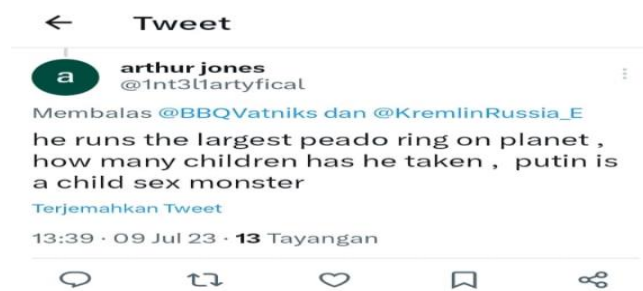 Tweet
a
arthur jones
@1nt3l1artyfical
Membalas @BBQVatniks dan @KremlinRussia_E
he runs the largest peado ring on planet ,
how many children has he taken , putin is
a child sex monster
Terjemahkan Tweet
13:39 · 09 Jul 23 · 13 Tayangan